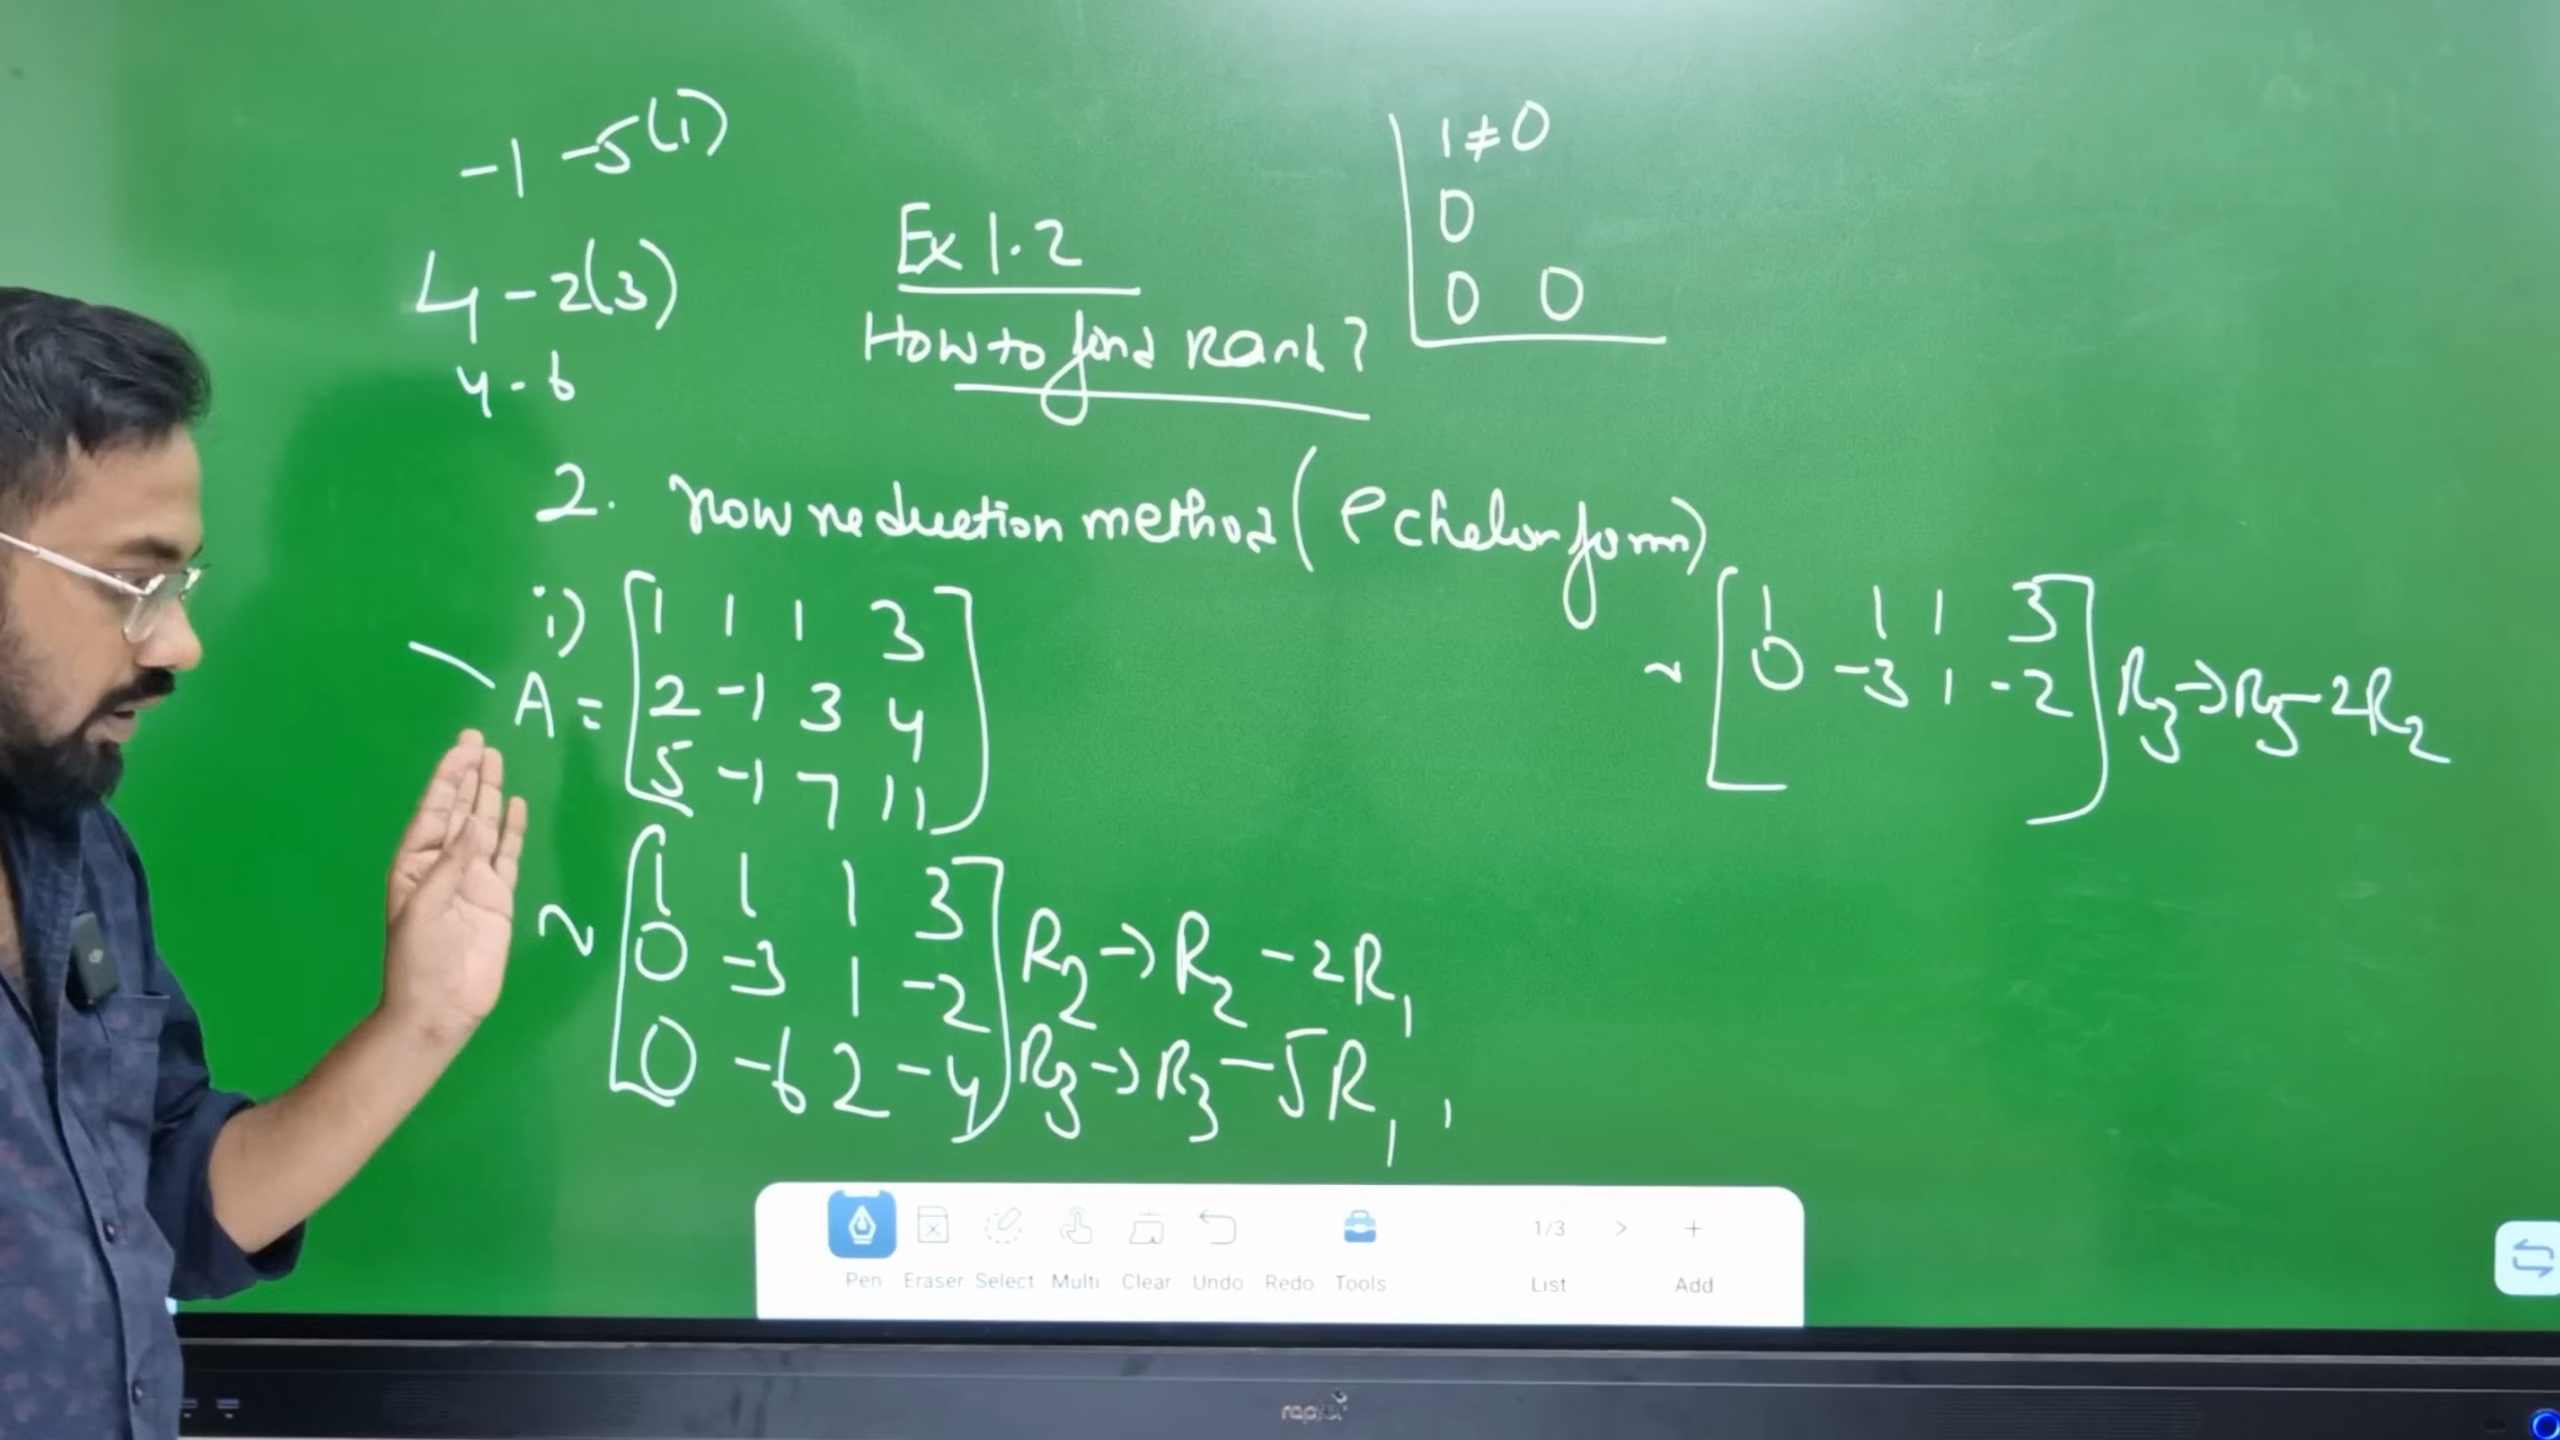 -1 -5(1)
4 - 2(3)
4 - 6
Ex 1.2
How to find Rank?
1 ≠ 0
0
0 0
2. row reduction method (echelon form)
i)
A = [1 1 1 3
2 -1 3 4
5 -1 7 11]
~ [1 1 1 3
0 -3 1 -2] R₂ → R₂ - 2R₁
0 -6 2 -4] R₃ → R₃ - 5R₁
~ [1 1 1 3
0 -3 1 -2] R₃ → R₃ - 2R₂
Pen Eraser Select Multi Clear Undo Redo Tools
1/3 > +
List Add